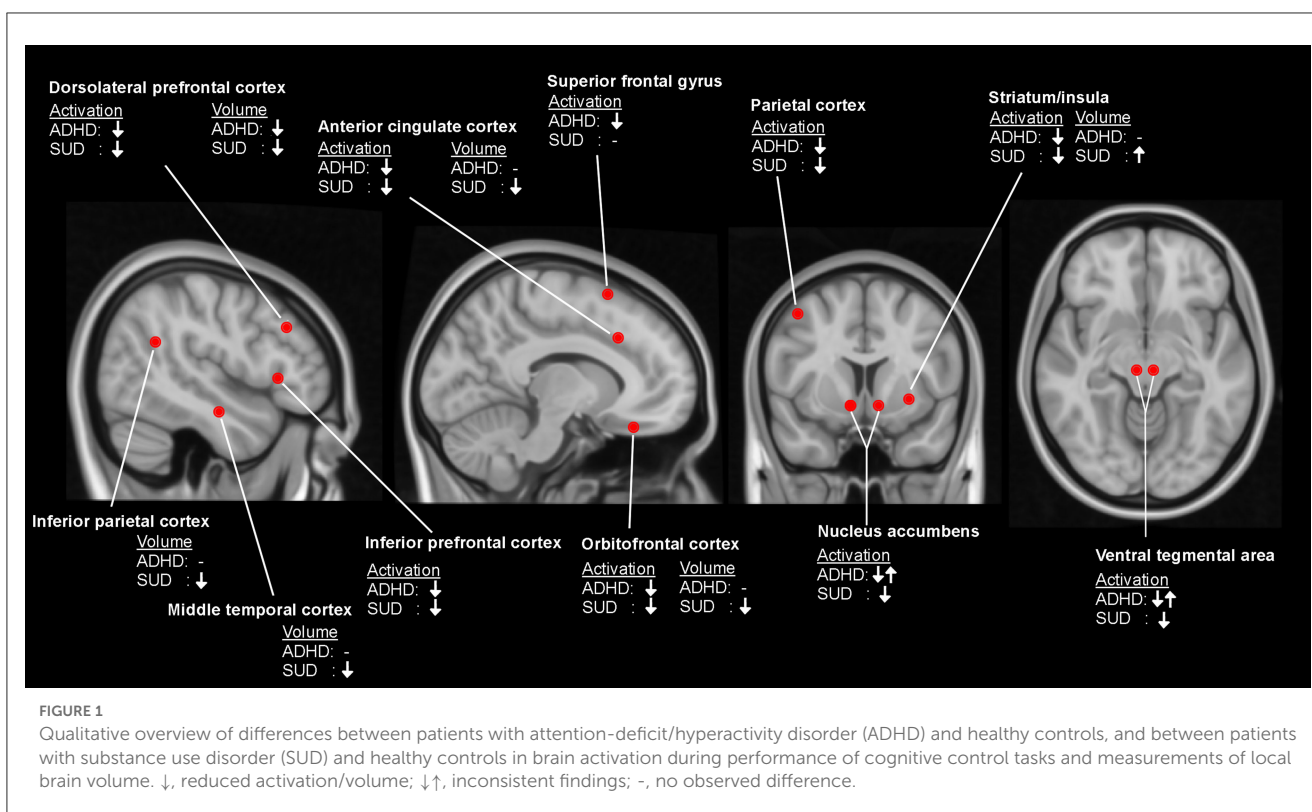 Dorsolateral prefrontal cortex
Activation Volume
ADHD: ↓ ADHD: ↓
SUD : ↓ SUD : ↓
Anterior cingulate cortex
Activation Volume
ADHD: ↓ ADHD: -
SUD : ↓ SUD : ↓
Superior frontal gyrus
Activation
ADHD: ↓
SUD : -
Parietal cortex
Activation
ADHD: ↓
SUD : ↓
Striatum/insula
Activation Volume
ADHD: ↓ ADHD: -
SUD : ↓ SUD : ↑
Inferior parietal cortex
Volume
ADHD: -
SUD : ↓
Middle temporal cortex
Volume
ADHD: -
SUD : ↓
Inferior prefrontal cortex
Activation
ADHD: ↓
SUD : ↓
Orbitofrontal cortex
Activation Volume
ADHD: ↓ ADHD: -
SUD : ↓ SUD : ↓
Nucleus accumbens
Activation
ADHD: ↓↑
SUD : ↓
Ventral tegmental area
Activation
ADHD: ↓↑
SUD : ↓
FIGURE 1
Qualitative overview of differences between patients with attention-deficit/hyperactivity disorder (ADHD) and healthy controls, and between patients
with substance use disorder (SUD) and healthy controls in brain activation during performance of cognitive control tasks and measurements of local
brain volume. ↓, reduced activation/volume; ↓↑, inconsistent findings; -, no observed difference.